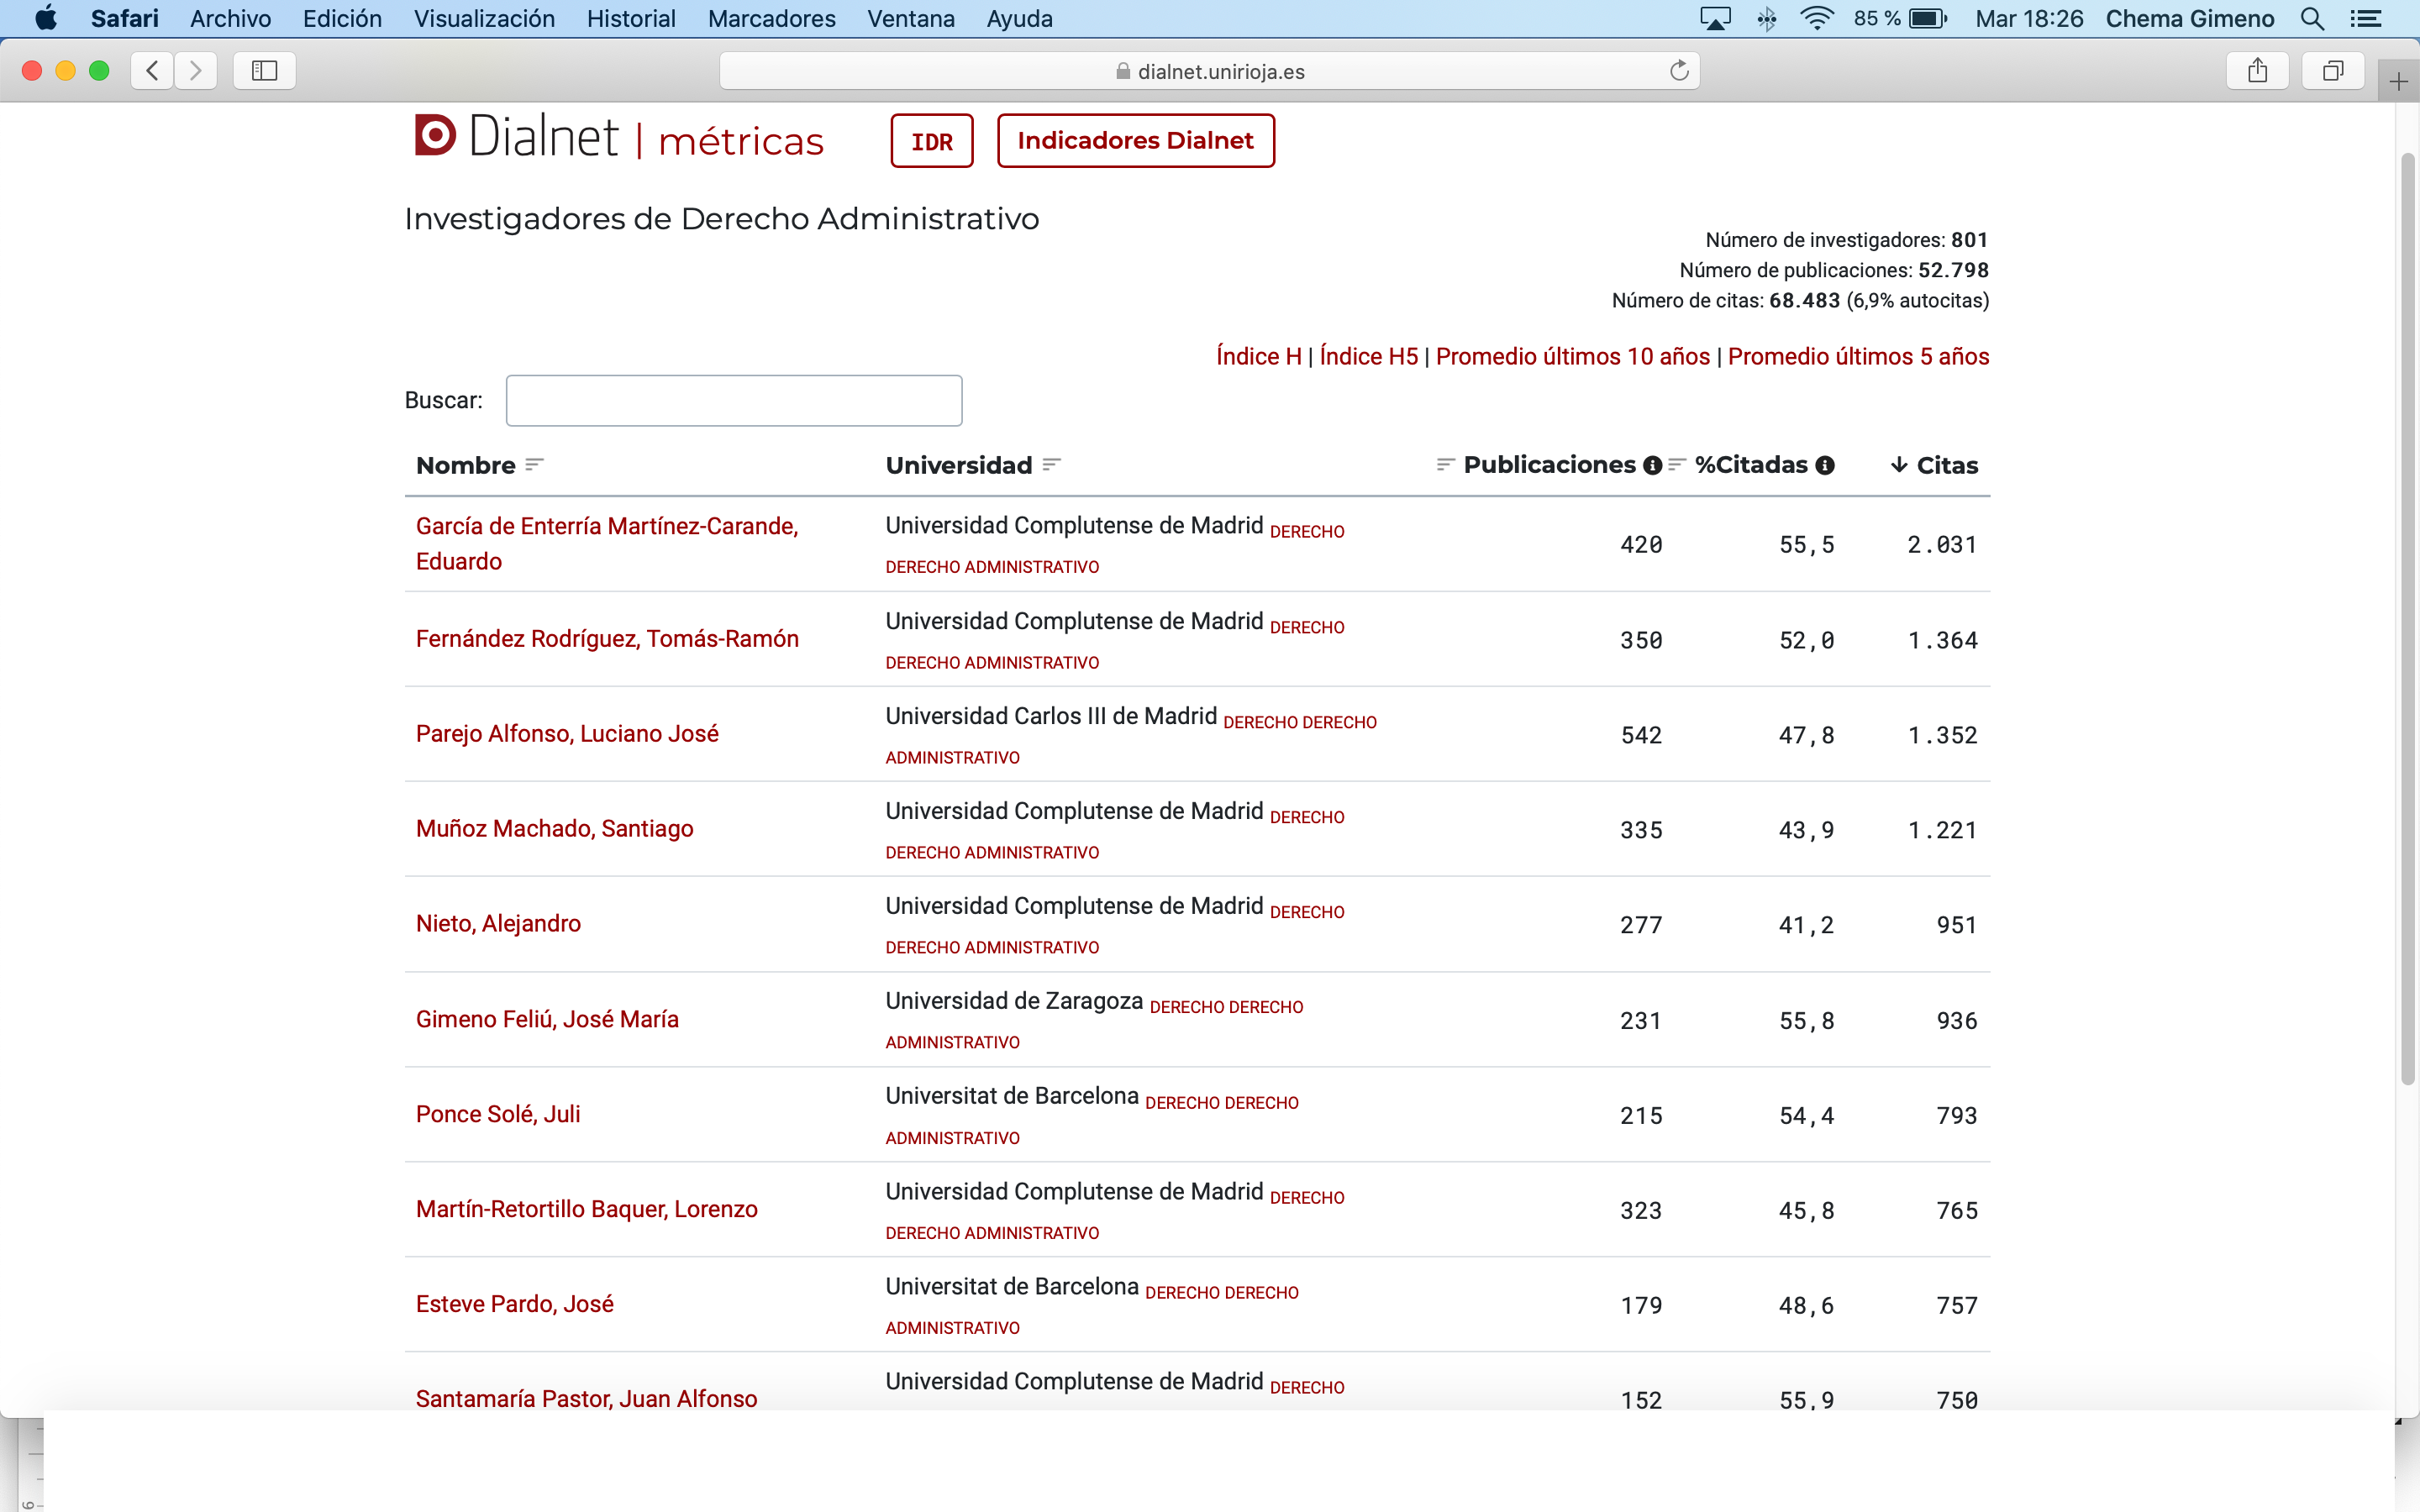 Safari Archivo Edición Visualización Historial Marcadores Ventana Ayuda 85 % Mar 18:26 Chema Gimeno
dialnet.unirioja.es
Dialnet | métricas IDR Indicadores Dialnet
Investigadores de Derecho Administrativo
Número de investigadores: 801
Número de publicaciones: 52.798
Número de citas: 68.483 (6,9% autocitas)
Índice H | Índice H5 | Promedio últimos 10 años | Promedio últimos 5 años
Buscar:
Nombre Universidad Publicaciones %Citadas Citas
García de Enterría Martínez-Carande, Universidad Complutense de Madrid DERECHO
Eduardo DERECHO ADMINISTRATIVO 420 55,5 2.031
Universidad Complutense de Madrid DERECHO
Fernández Rodríguez, Tomás-Ramón 350 52,0 1.364
DERECHO ADMINISTRATIVO
Universidad Carlos III de Madrid DERECHO DERECHO
Parejo Alfonso, Luciano José 542 47,8 1.352
ADMINISTRATIVO
Universidad Complutense de Madrid DERECHO
Muñoz Machado, Santiago 335 43,9 1.221
DERECHO ADMINISTRATIVO
Universidad Complutense de Madrid DERECHO
Nieto, Alejandro 277 41,2 951
DERECHO ADMINISTRATIVO
Universidad de Zaragoza DERECHO DERECHO
Gimeno Feliú, José María 231 55,8 936
ADMINISTRATIVO
Universitat de Barcelona DERECHO DERECHO
Ponce Solé, Juli 215 54,4 793
ADMINISTRATIVO
Universidad Complutense de Madrid DERECHO
Martín-Retortillo Baquer, Lorenzo 323 45,8 765
DERECHO ADMINISTRATIVO
Universitat de Barcelona DERECHO DERECHO
Esteve Pardo, José 179 48,6 757
ADMINISTRATIVO
Universidad Complutense de Madrid DERECHO
Santamaría Pastor, Juan Alfonso 152 55,9 750
6